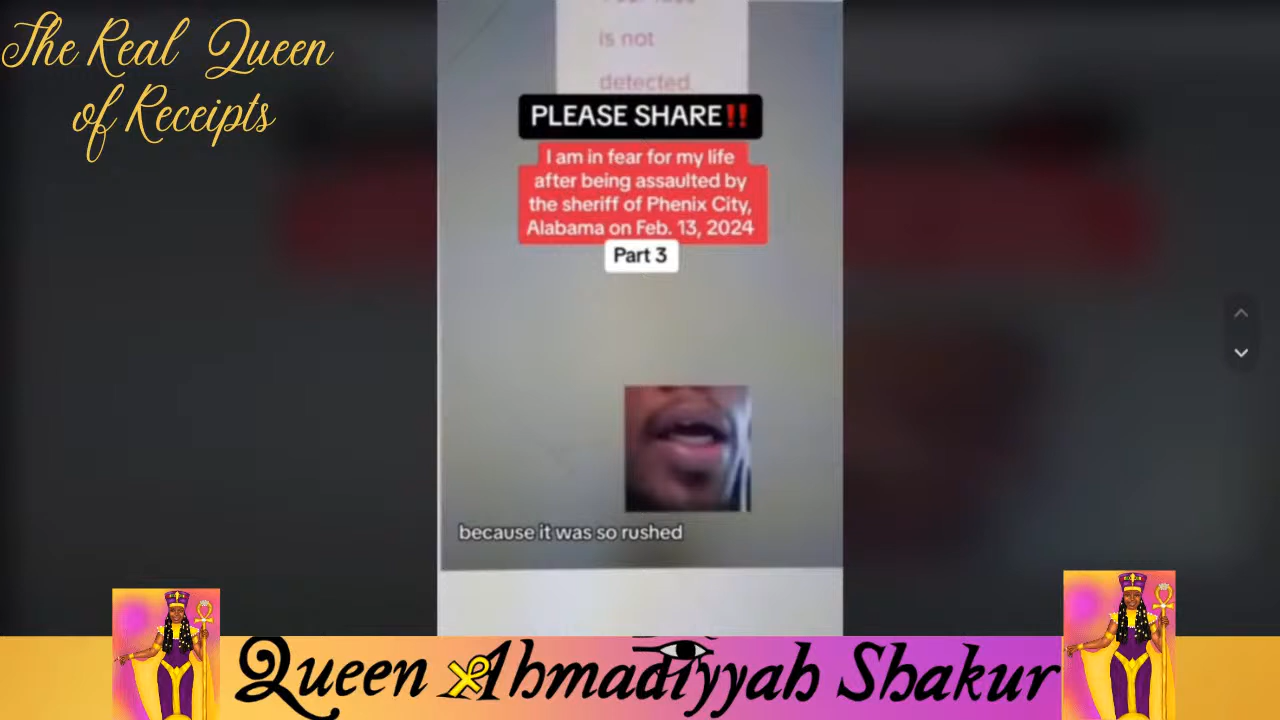 The Real Queen
of Receipts
is not
detected
PLEASE SHARE‼️
I am in fear for my life
after being assaulted by
the sheriff of Phenix City,
Alabama on Feb. 13, 2024
Part 3
because it was so rushed
Queen Ahmadiyyah Shakur